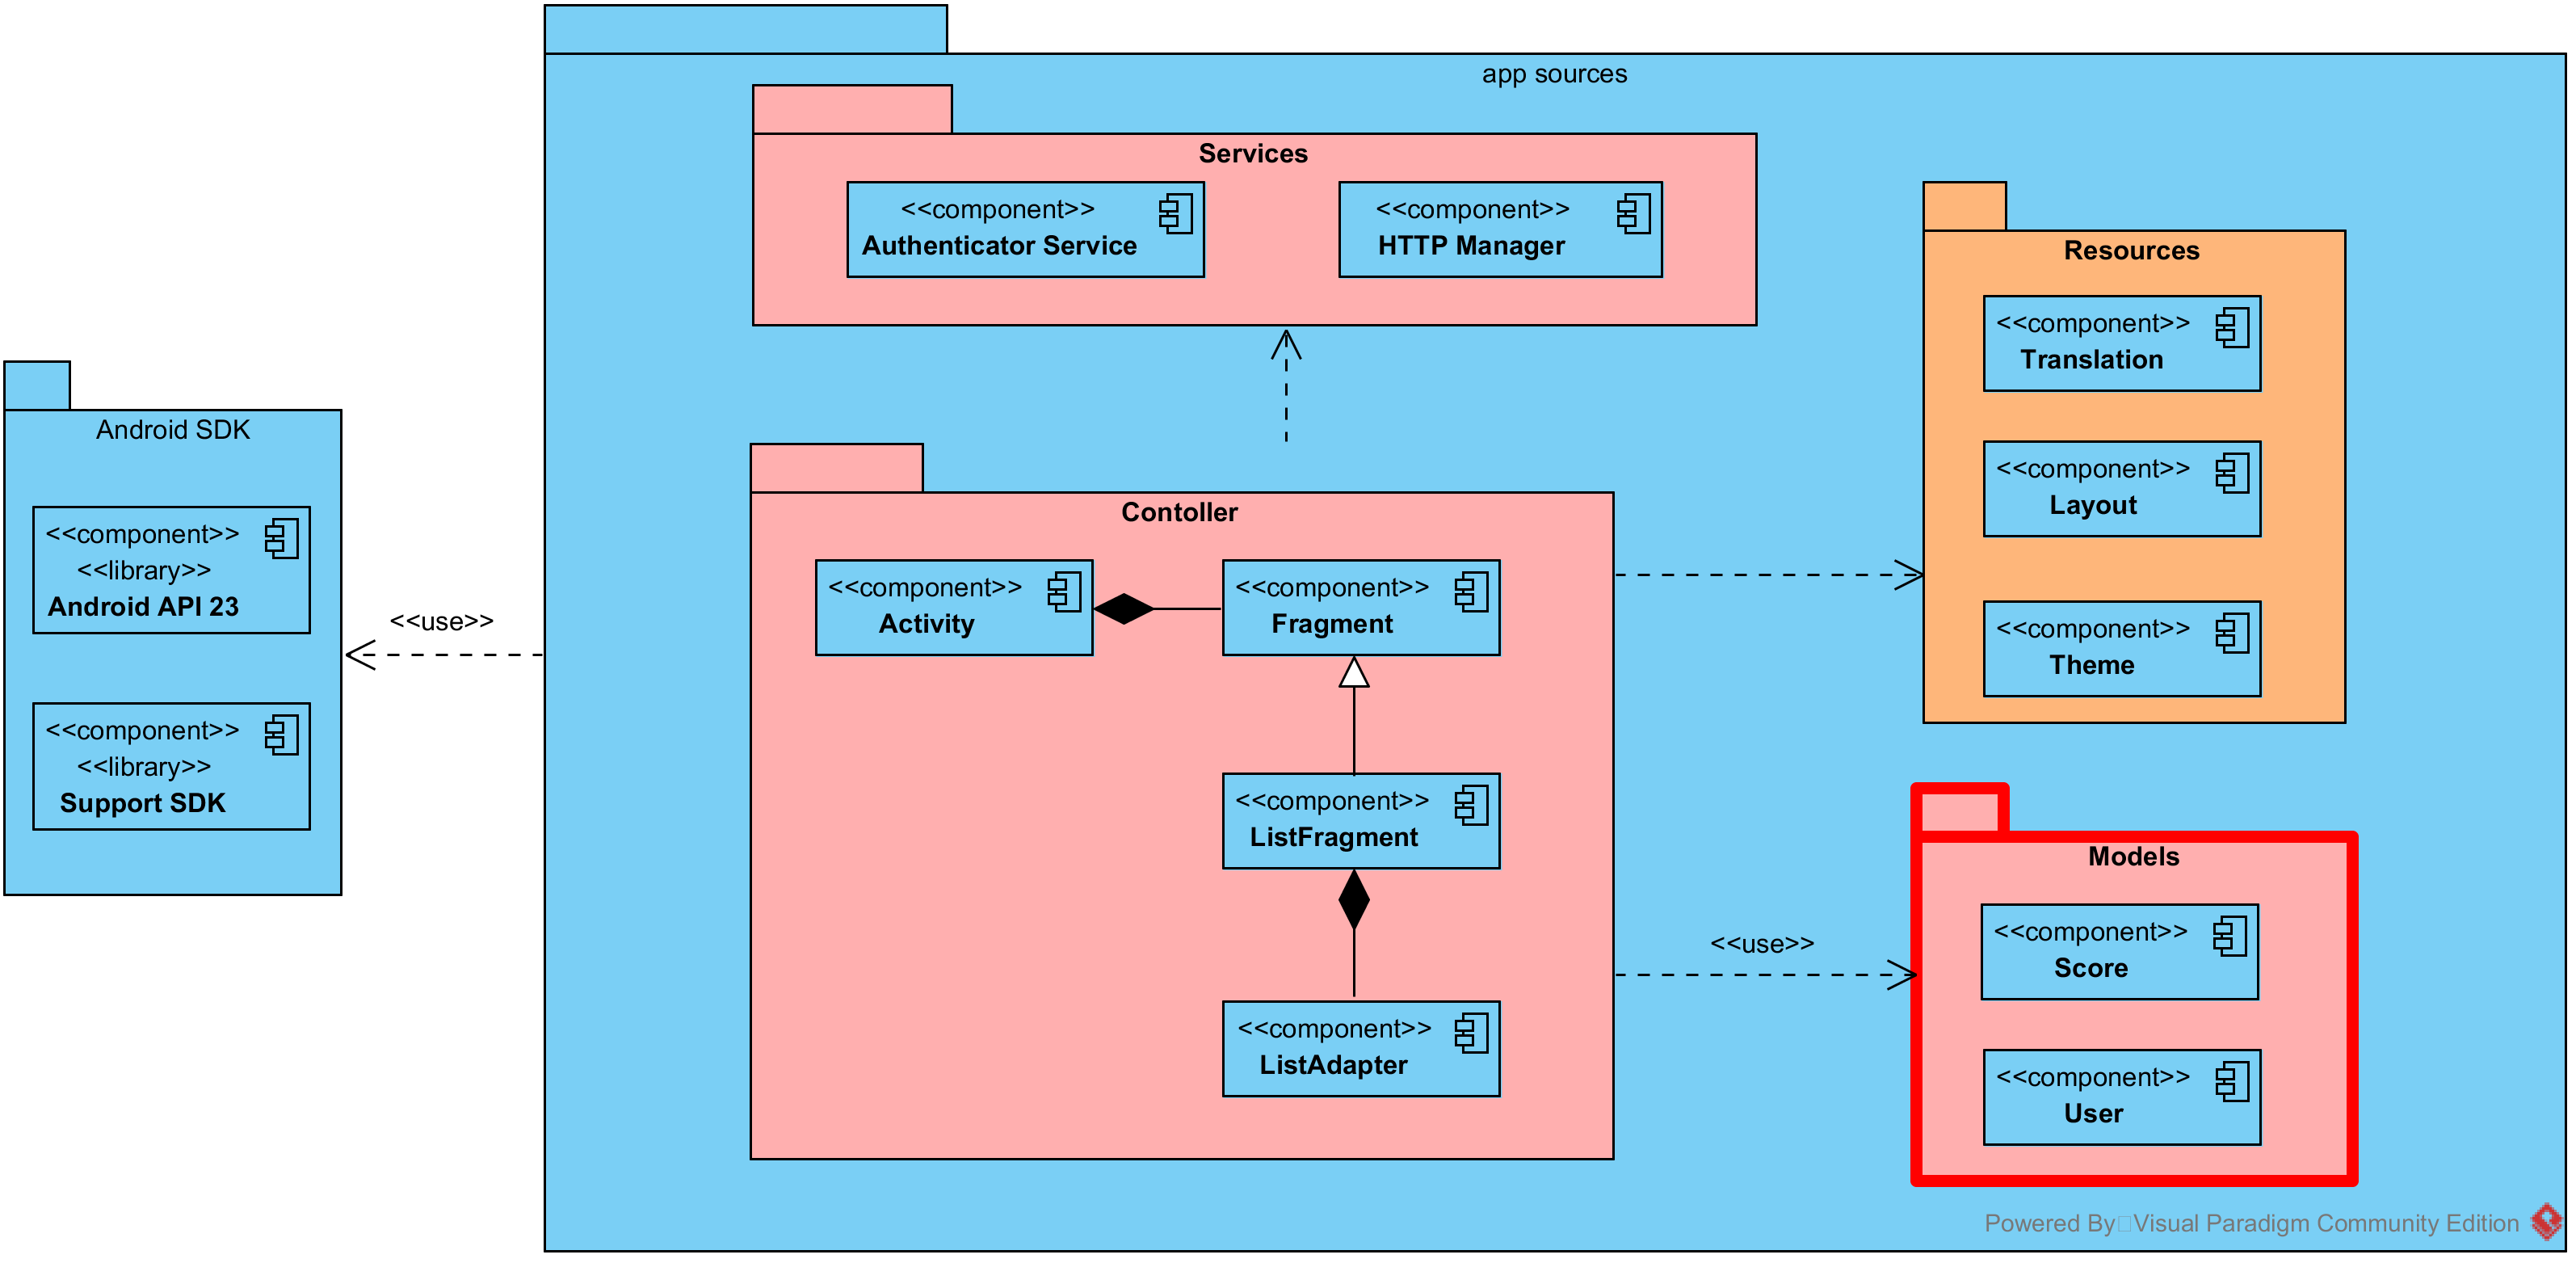 app sources
Services
<<component>>
Authenticator Service
<<component>>
HTTP Manager
Resources
<<component>>
Translation
<<component>>
Layout
<<component>>
Theme
Android SDK
<<component>>
<<library>>
Android API 23
<<component>>
<<library>>
Support SDK
<<use>>
Contoller
<<component>>
Activity
<<component>>
Fragment
<<component>>
ListFragment
<<component>>
ListAdapter
<<use>>
Models
<<component>>
Score
<<component>>
User
Powered By□Visual Paradigm Community Edition